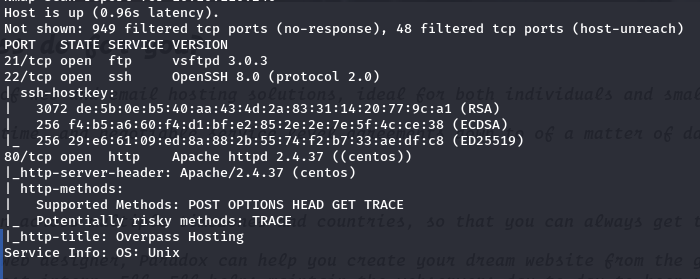 Host is up (0.96s latency).
Not shown: 949 filtered tcp ports (no-response), 48 filtered tcp ports (host-unreach)
PORT   STATE SERVICE VERSION
21/tcp open  ftp     vsftpd 3.0.3
22/tcp open  ssh     OpenSSH 8.0 (protocol 2.0)
| ssh-hostkey:
|   3072 de:5b:0e:b5:40:aa:43:4d:2a:83:31:14:20:77:9c:a1 (RSA)
|   256 f4:b5:a6:60:f4:d1:bf:e2:85:2e:2e:7e:5f:4c:ce:38 (ECDSA)
|_  256 29:e6:61:09:ed:8a:88:2b:55:74:f2:b7:33:ae:df:c8 (ED25519)
80/tcp open  http    Apache httpd 2.4.37 ((centos))
|_http-server-header: Apache/2.4.37 (centos)
| http-methods:
|   Supported Methods: POST OPTIONS HEAD GET TRACE
|_  Potentially risky methods: TRACE
|_http-title: Overpass Hosting
Service Info: OS: Unix